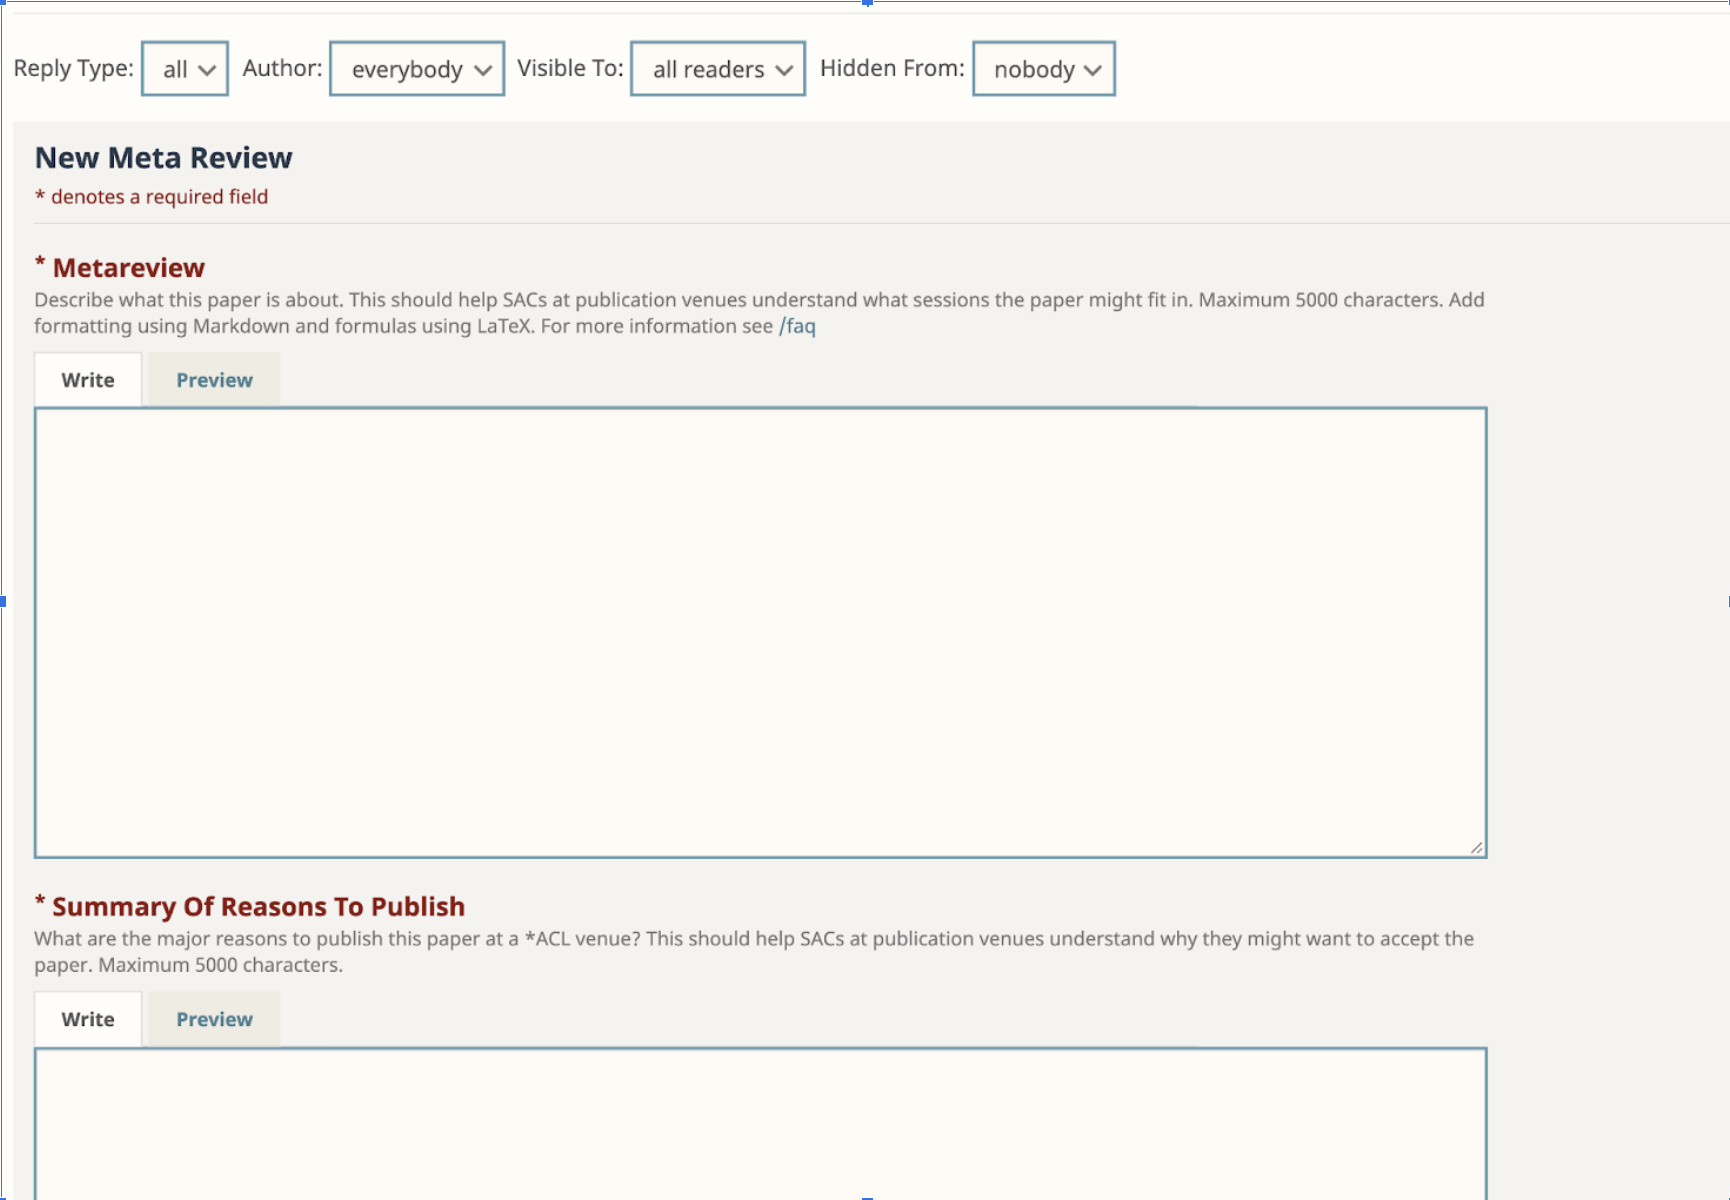 Reply Type: all Author: everybody Visible To: all readers Hidden From: nobody
New Meta Review
* denotes a required field
* Metareview
Describe what this paper is about. This should help SACs at publication venues understand what sessions the paper might fit in. Maximum 5000 characters. Add
formatting using Markdown and formulas using LaTeX. For more information see /faq
Write Preview
* Summary Of Reasons To Publish
What are the major reasons to publish this paper at a *ACL venue? This should help SACs at publication venues understand why they might want to accept the
paper. Maximum 5000 characters.
Write Preview